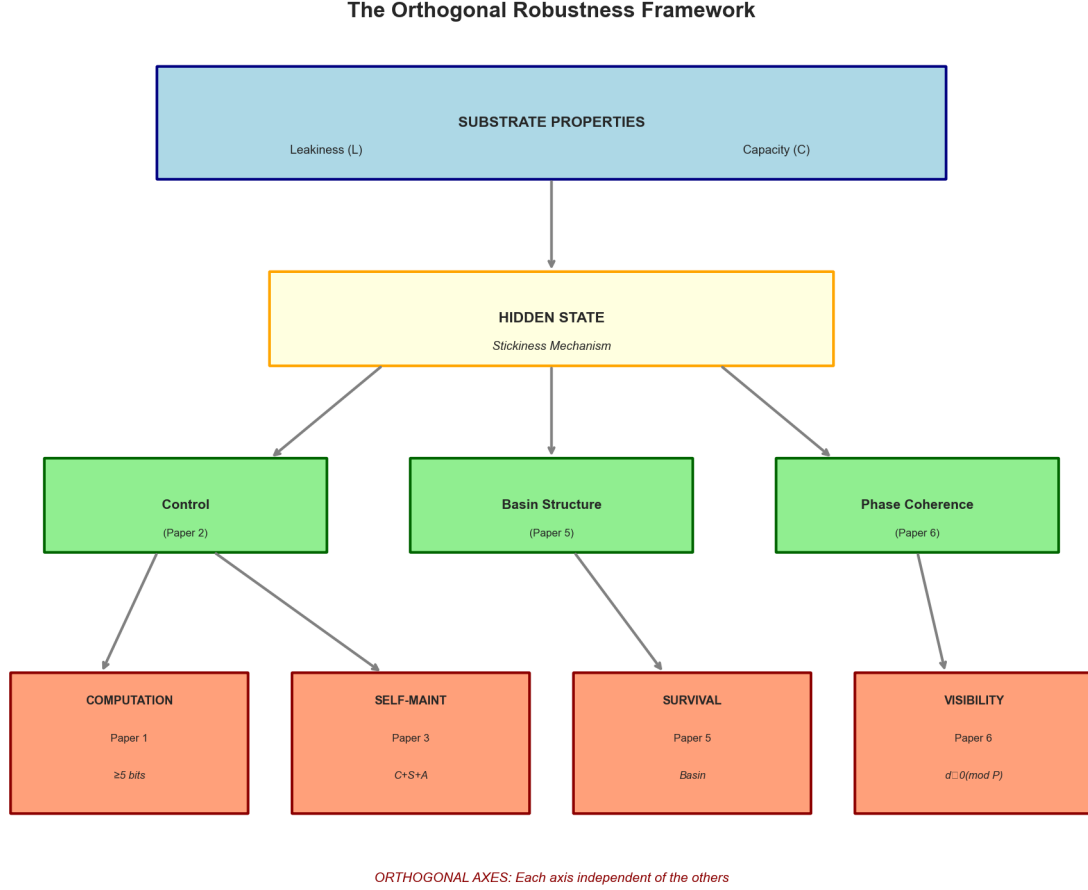 The Orthogonal Robustness Framework
SUBSTRATE PROPERTIES
Leakiness (L) Capacity (C)
HIDDEN STATE
Stickiness Mechanism
Control Basin Structure Phase Coherence
(Paper 2) (Paper 5) (Paper 6)
COMPUTATION SELF-MAINT SURVIVAL VISIBILITY
Paper 1 Paper 3 Paper 5 Paper 6
≥5 bits C+S+A Basin d□0(mod P)
ORTHOGONAL AXES: Each axis independent of the others